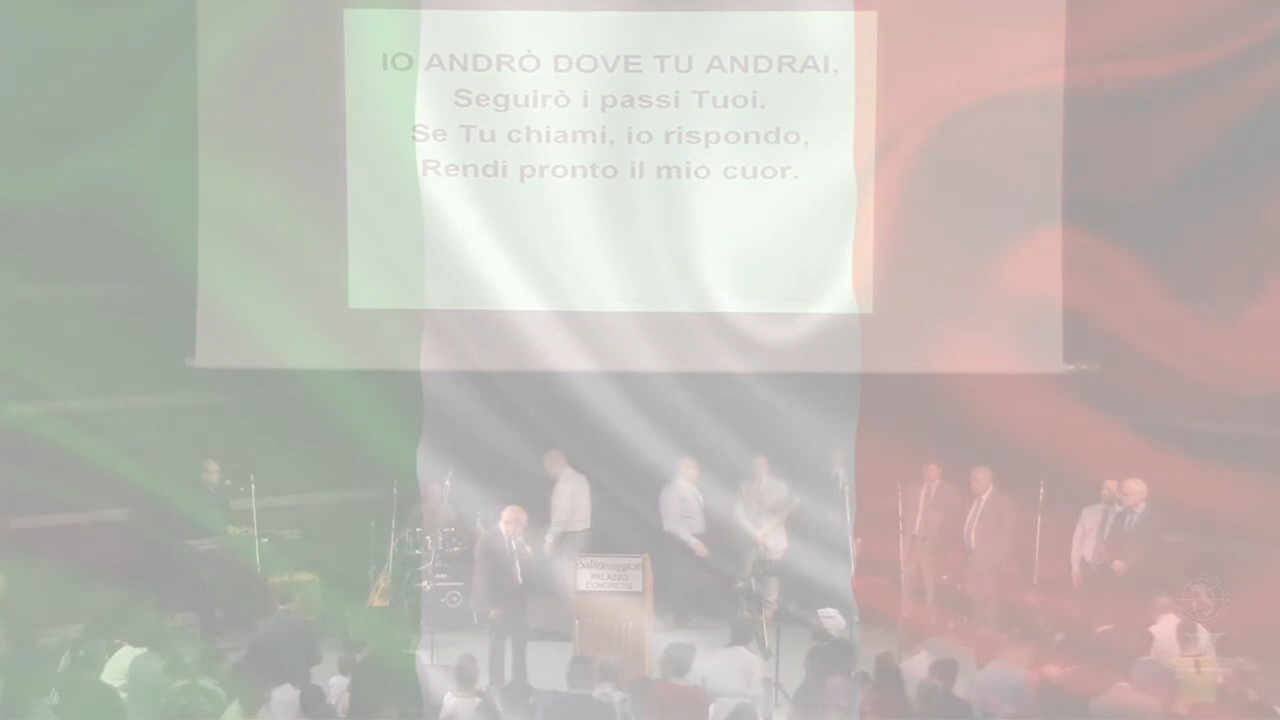 IO ANDRÒ DOVE TU ANDRAI,
Seguirò i passi Tuoi.
Se Tu chiami, io rispondo,
Rendi pronto il mio cuor.
Salsomaggiore
PALAZZO
CONGRESSI